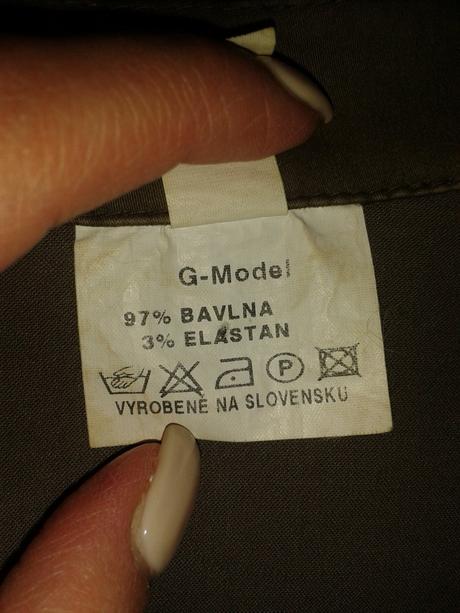 G-Model
97% BAVLNA
3% ELASTAN
P
VYROBENÉ NA SLOVENSKU